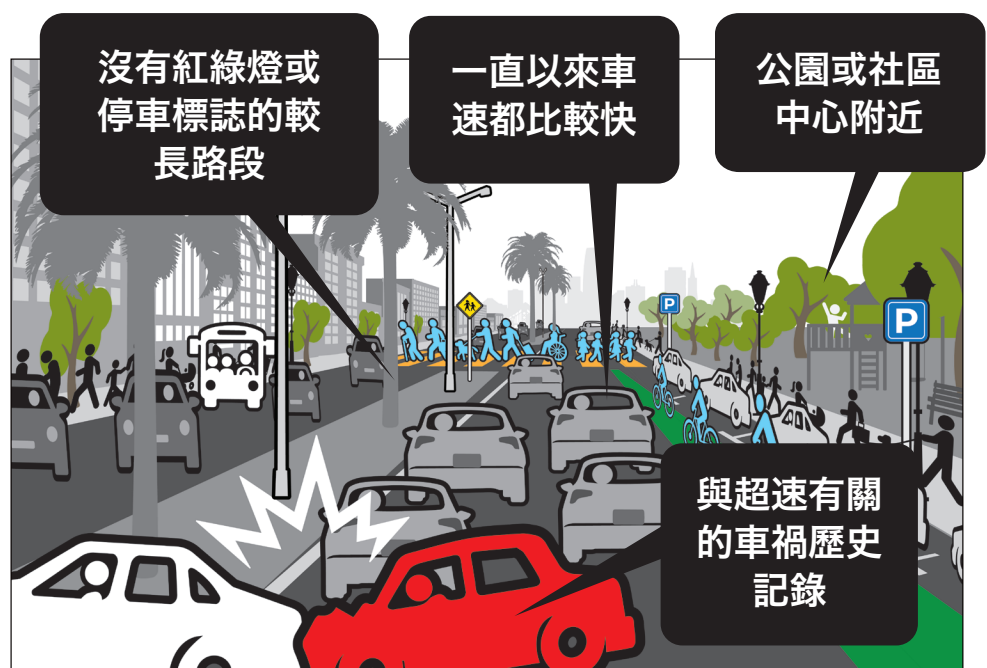 沒有紅綠燈或
停車標誌的較
長路段
一直以來車
速都比較快
公園或社區
中心附近
P
P
與超速有關
的車禍歷史
記錄